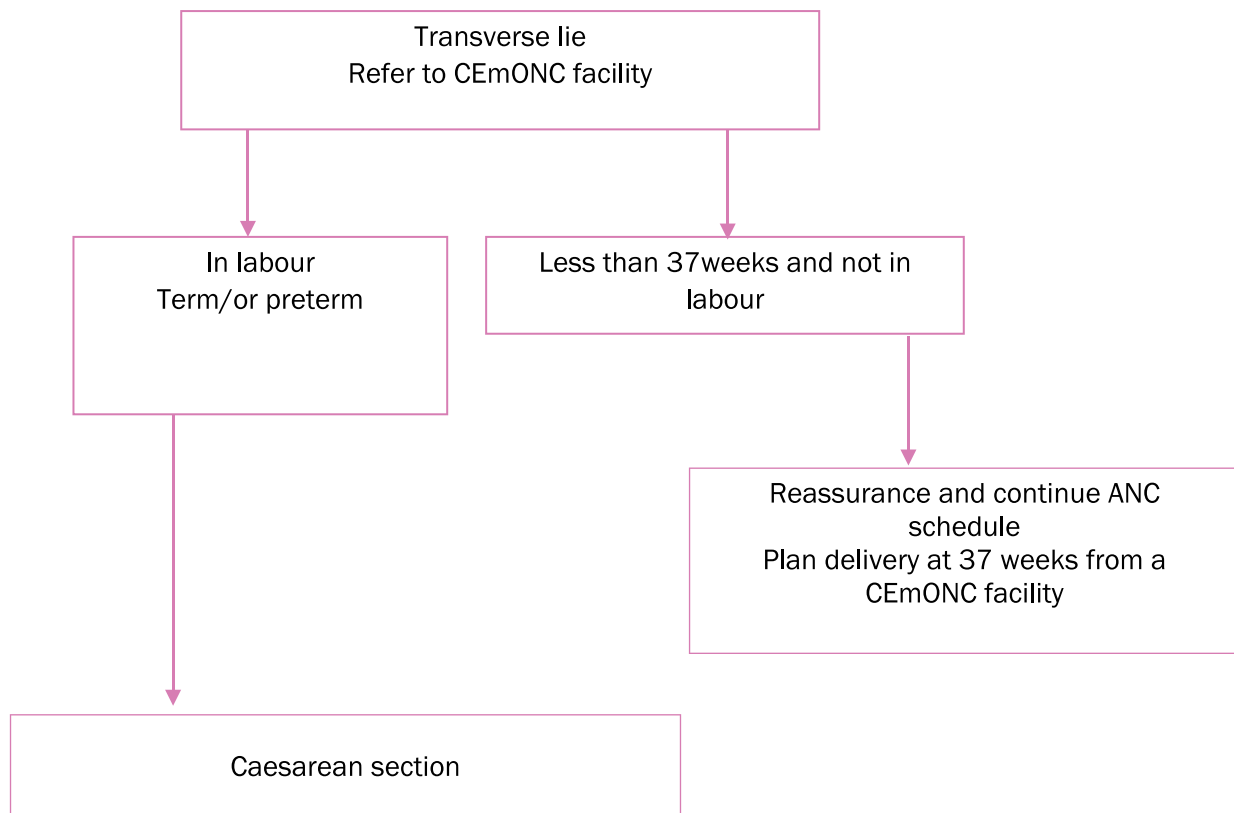 Transverse lie
Refer to CEmONC facility
In labour
Term/or preterm
Less than 37weeks and not in
labour
Reassurance and continue ANC
schedule
Plan delivery at 37 weeks from a
CEmONC facility
Caesarean section